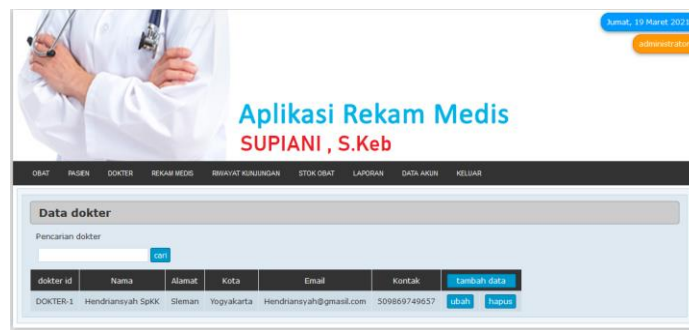 Jumat, 19 Maret 2021
administrator
Aplikasi Rekam Medis
SUPIANI , S.Keb
OBAT PASIEN DOKTER REKAM MEDIS RIWAYAT KUNJUNGAN STOK OBAT LAPORAN DATA AKUN KELUAR
Data dokter
Pencarian dokter
cari
dokter id Nama Alamat Kota Email Kontak tambah data
DOKTER-1 Hendriansyah SpKK Sleman Yogyakarta Hendriansyah@gmasil.com 509869749657 ubah hapus